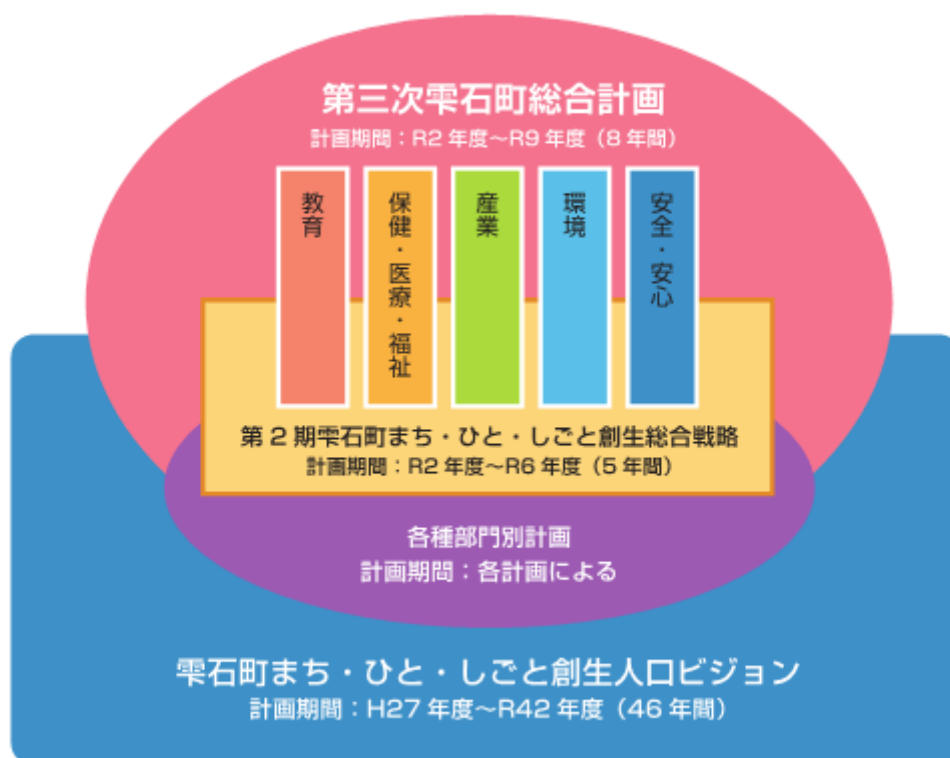 第三次雫石町総合計画
計画期間：R2 年度～R9 年度（8 年間）
教育
保健・医療・福祉
産業
環境
安全・安心
第 2 期雫石町まち・ひと・しごと創生総合戦略
計画期間：R2 年度～R6 年度（5 年間）
各種部門別計画
計画期間：各計画による
雫石町まち・ひと・しごと創生人口ビジョン
計画期間：H27 年度～R42 年度（46 年間）